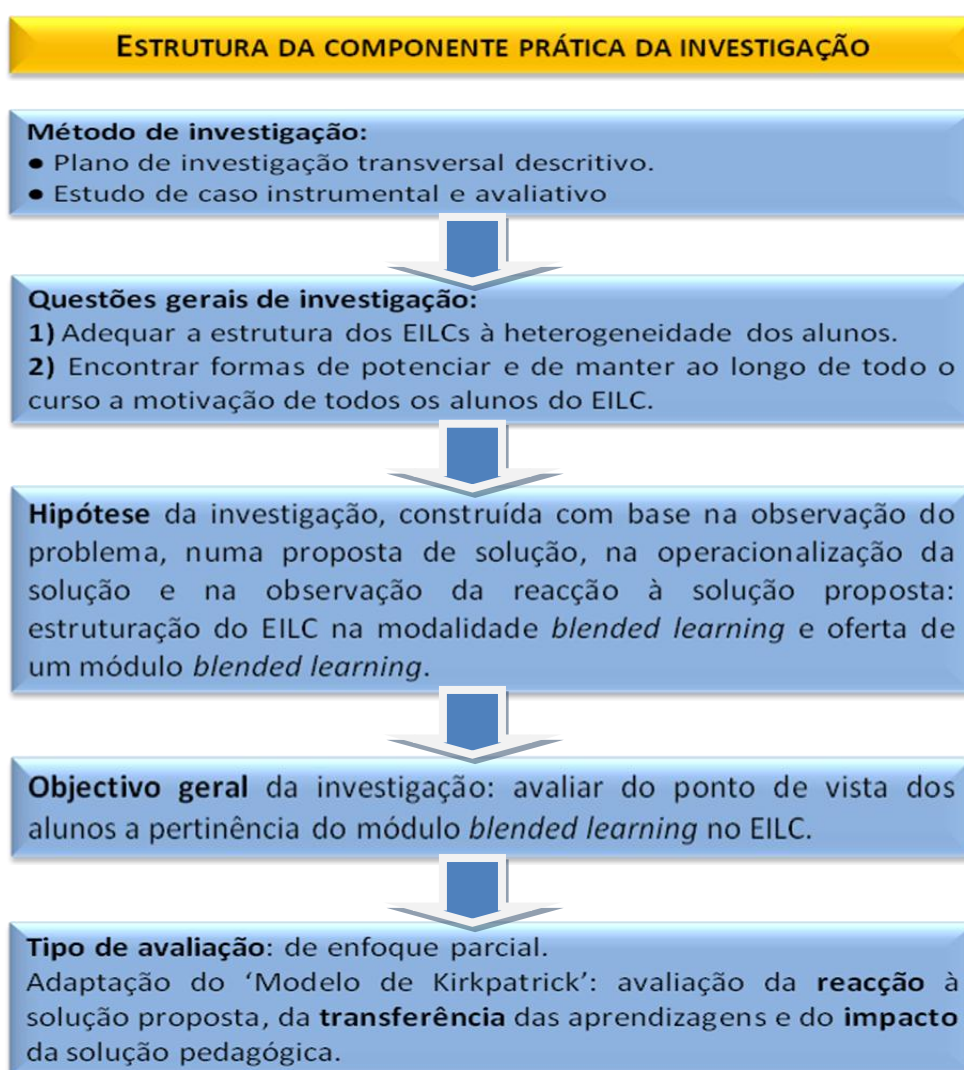 ESTRUTURA DA COMPONENTE PRÁTICA DA INVESTIGAÇÃO
Método de investigação:
● Plano de investigação transversal descritivo.
● Estudo de caso instrumental e avaliativo
Questões gerais de investigação:
1) Adequar a estrutura dos EILCs à heterogeneidade dos alunos.
2) Encontrar formas de potenciar e de manter ao longo de todo o
curso a motivação de todos os alunos do EILC.
Hipótese da investigação, construída com base na observação do
problema, numa proposta de solução, na operacionalização da
solução e na observação da reacção à solução proposta:
estruturação do EILC na modalidade blended learning e oferta de
um módulo blended learning.
Objectivo geral da investigação: avaliar do ponto de vista dos
alunos a pertinência do módulo blended learning no EILC.
Tipo de avaliação: de enfoque parcial.
Adaptação do ‘Modelo de Kirkpatrick’: avaliação da reacção à
solução proposta, da transferência das aprendizagens e do impacto
da solução pedagógica.